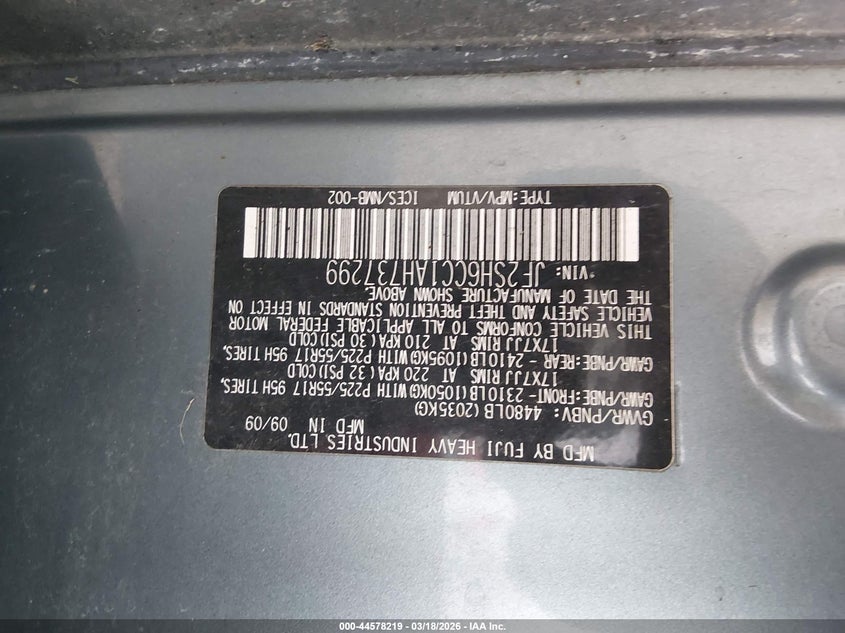 MFD BY FUJI HEAVY INDUSTRIES LTD.
MFD IN 09/09
GVWR/PNBV: 4480LB(2035KG)
GAWR/PNBE:FRONT- 2310LB(1050KG)WITH P225/55R17 95H TIRES,
17X7JJ RIMS AT 220 KPA(32 PSI)COLD
GAWR/PNBE:REAR - 2410LB(1095KG)WITH P225/55R17 95H TIRES,
17X7JJ RIMS AT 210 KPA(30 PSI)COLD
THIS VEHICLE CONFORMS TO ALL APPLICABLE FEDERAL MOTOR
VEHICLE SAFETY AND THEFT PREVENTION STANDARDS IN EFFECT ON
THE DATE OF MANUFACTURE SHOWN ABOVE.
*VIN: JF2SH6CC1AH737299
TYPE:MPV/VTUM ICES/NMB-002
000-44578219 - 03/18/2026 - IAA Inc.